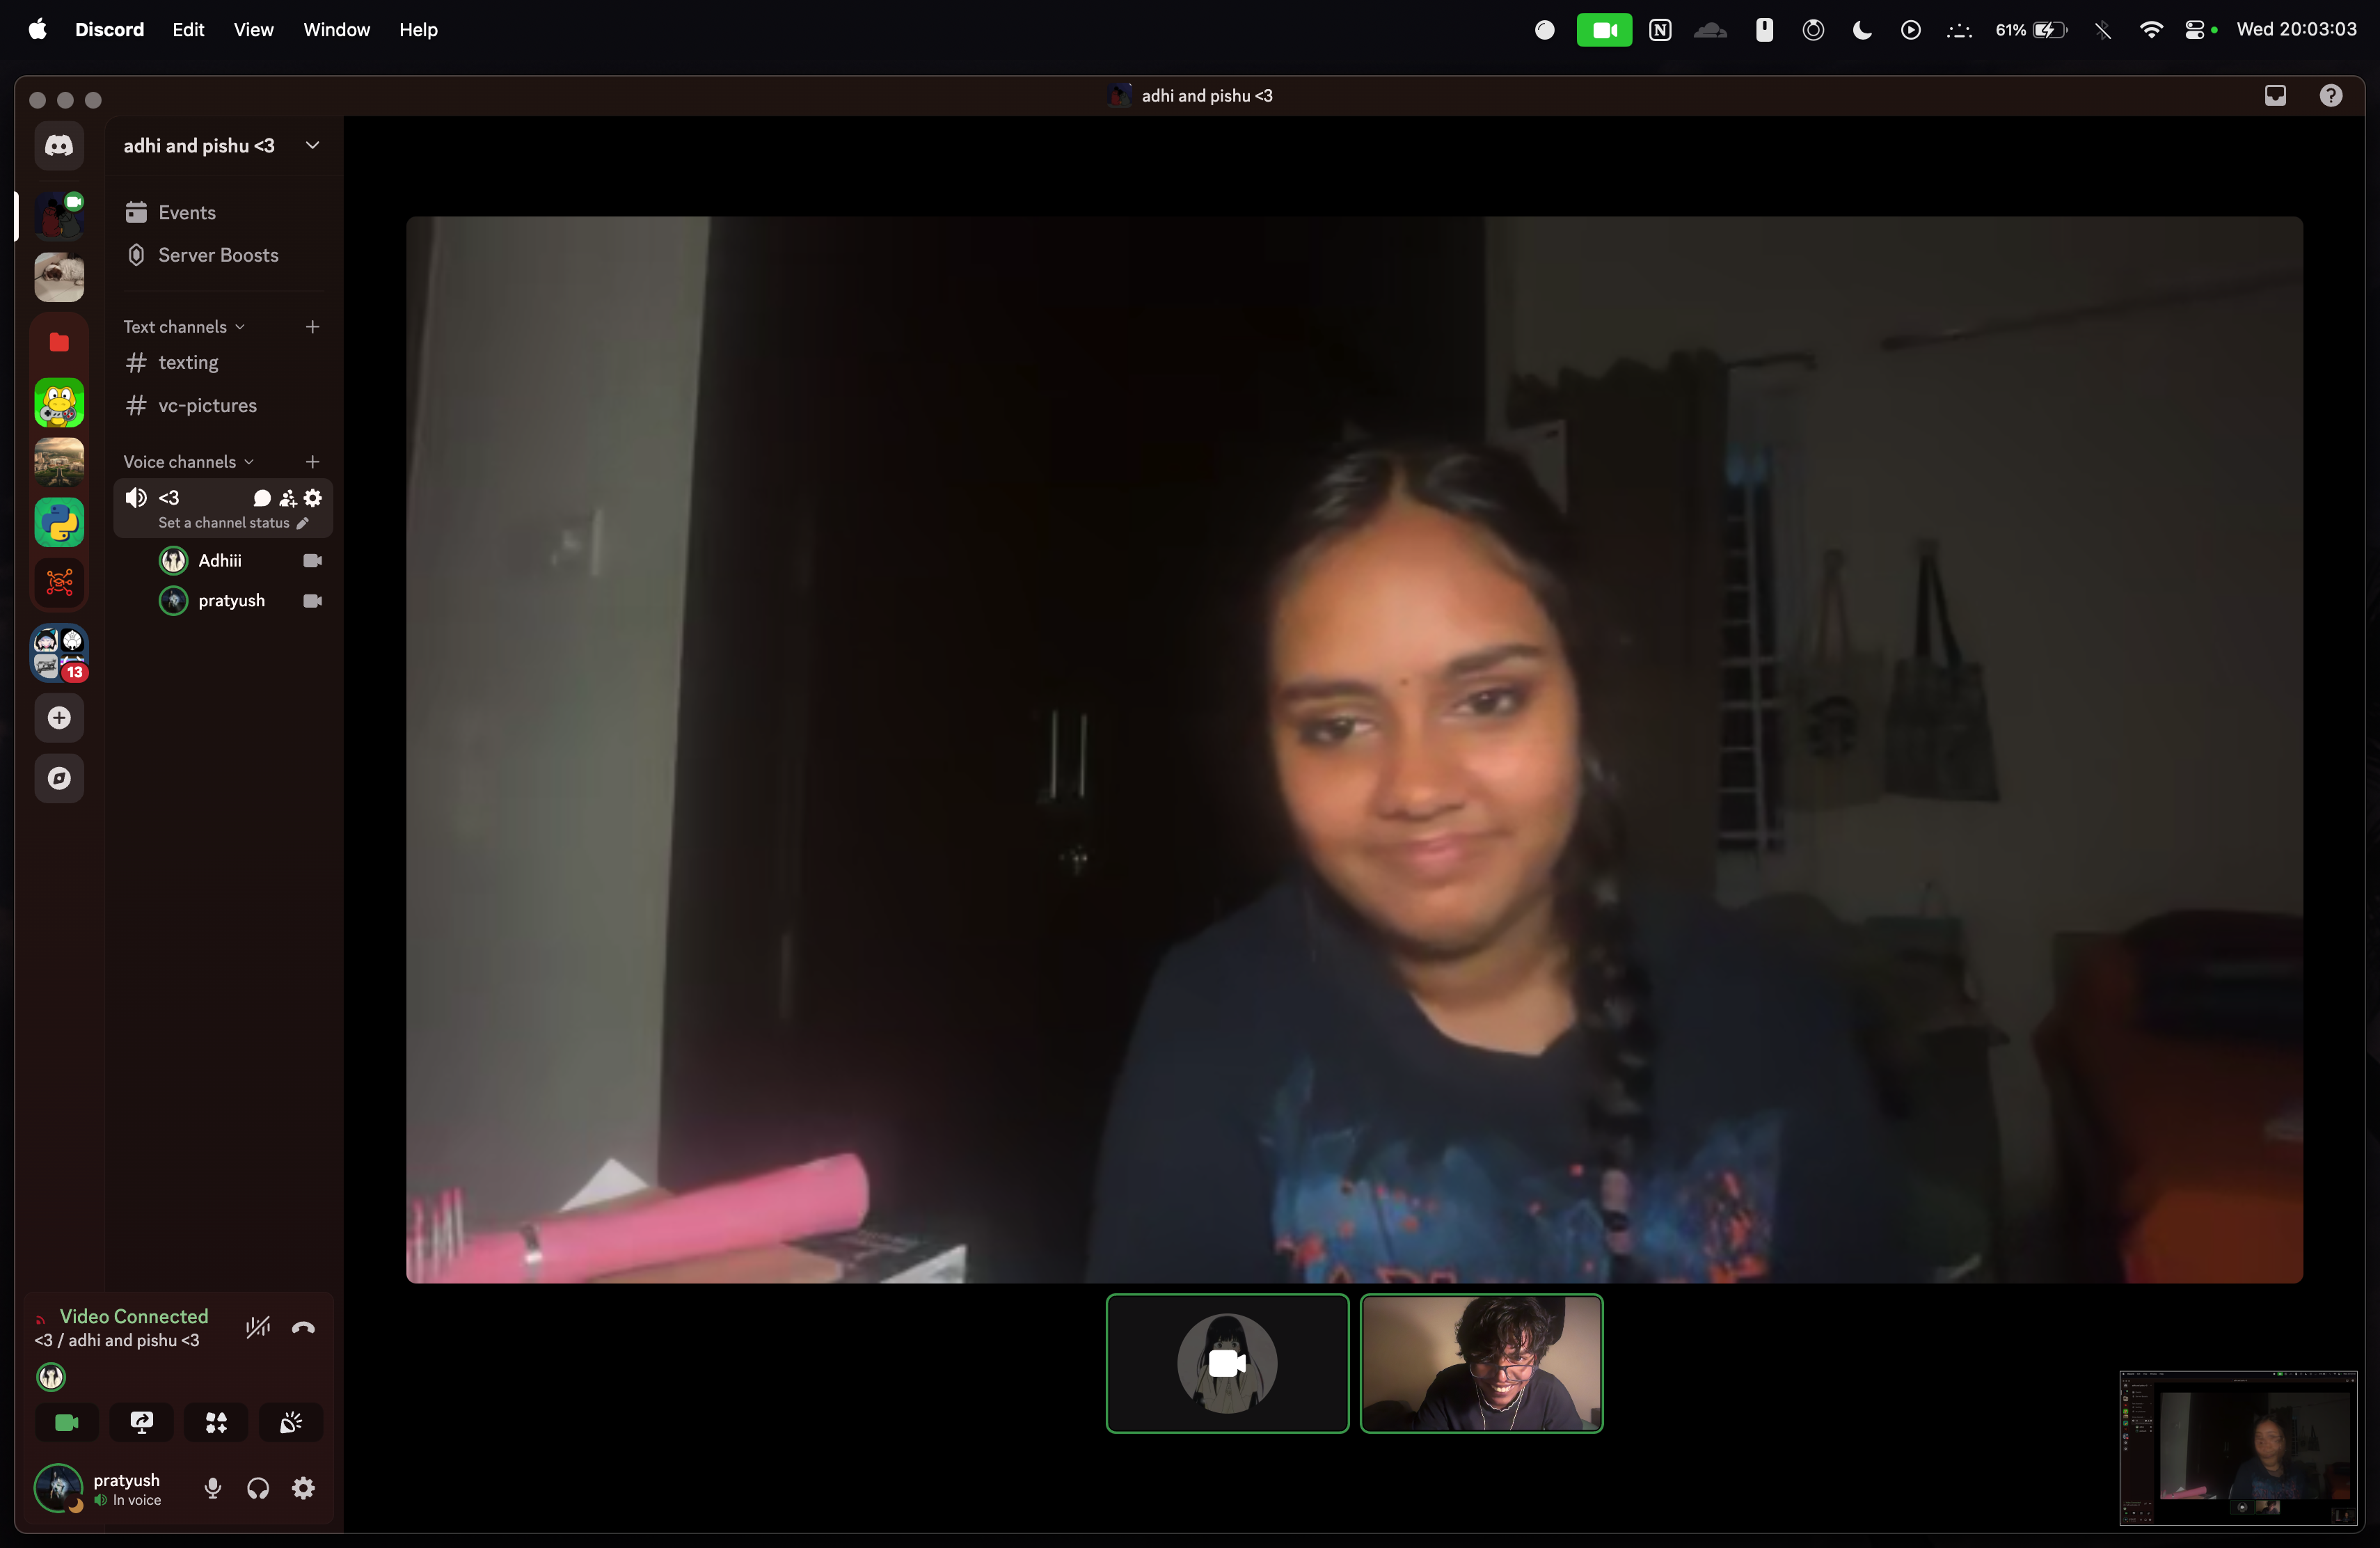 Discord Edit View Window Help
61%
Wed 20:03:03
adhi and pishu <3
adhi and pishu <3
Events
Server Boosts
Text channels
# texting
# vc-pictures
Voice channels
<3
Set a channel status
Adhiii
pratyush
13
Video Connected
<3 / adhi and pishu <3
pratyush
In voice